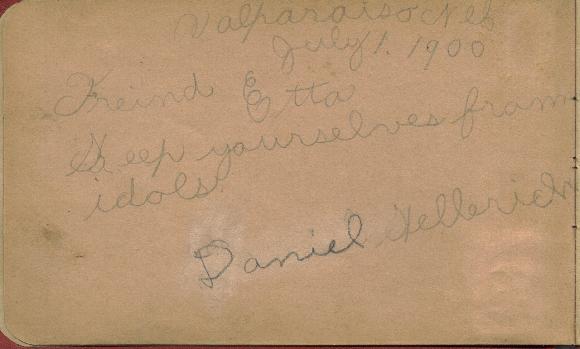 Valparaiso Neb
July 1. 1900
Freind Etta
Keep yourselves from
idols.
Daniel Hellerich